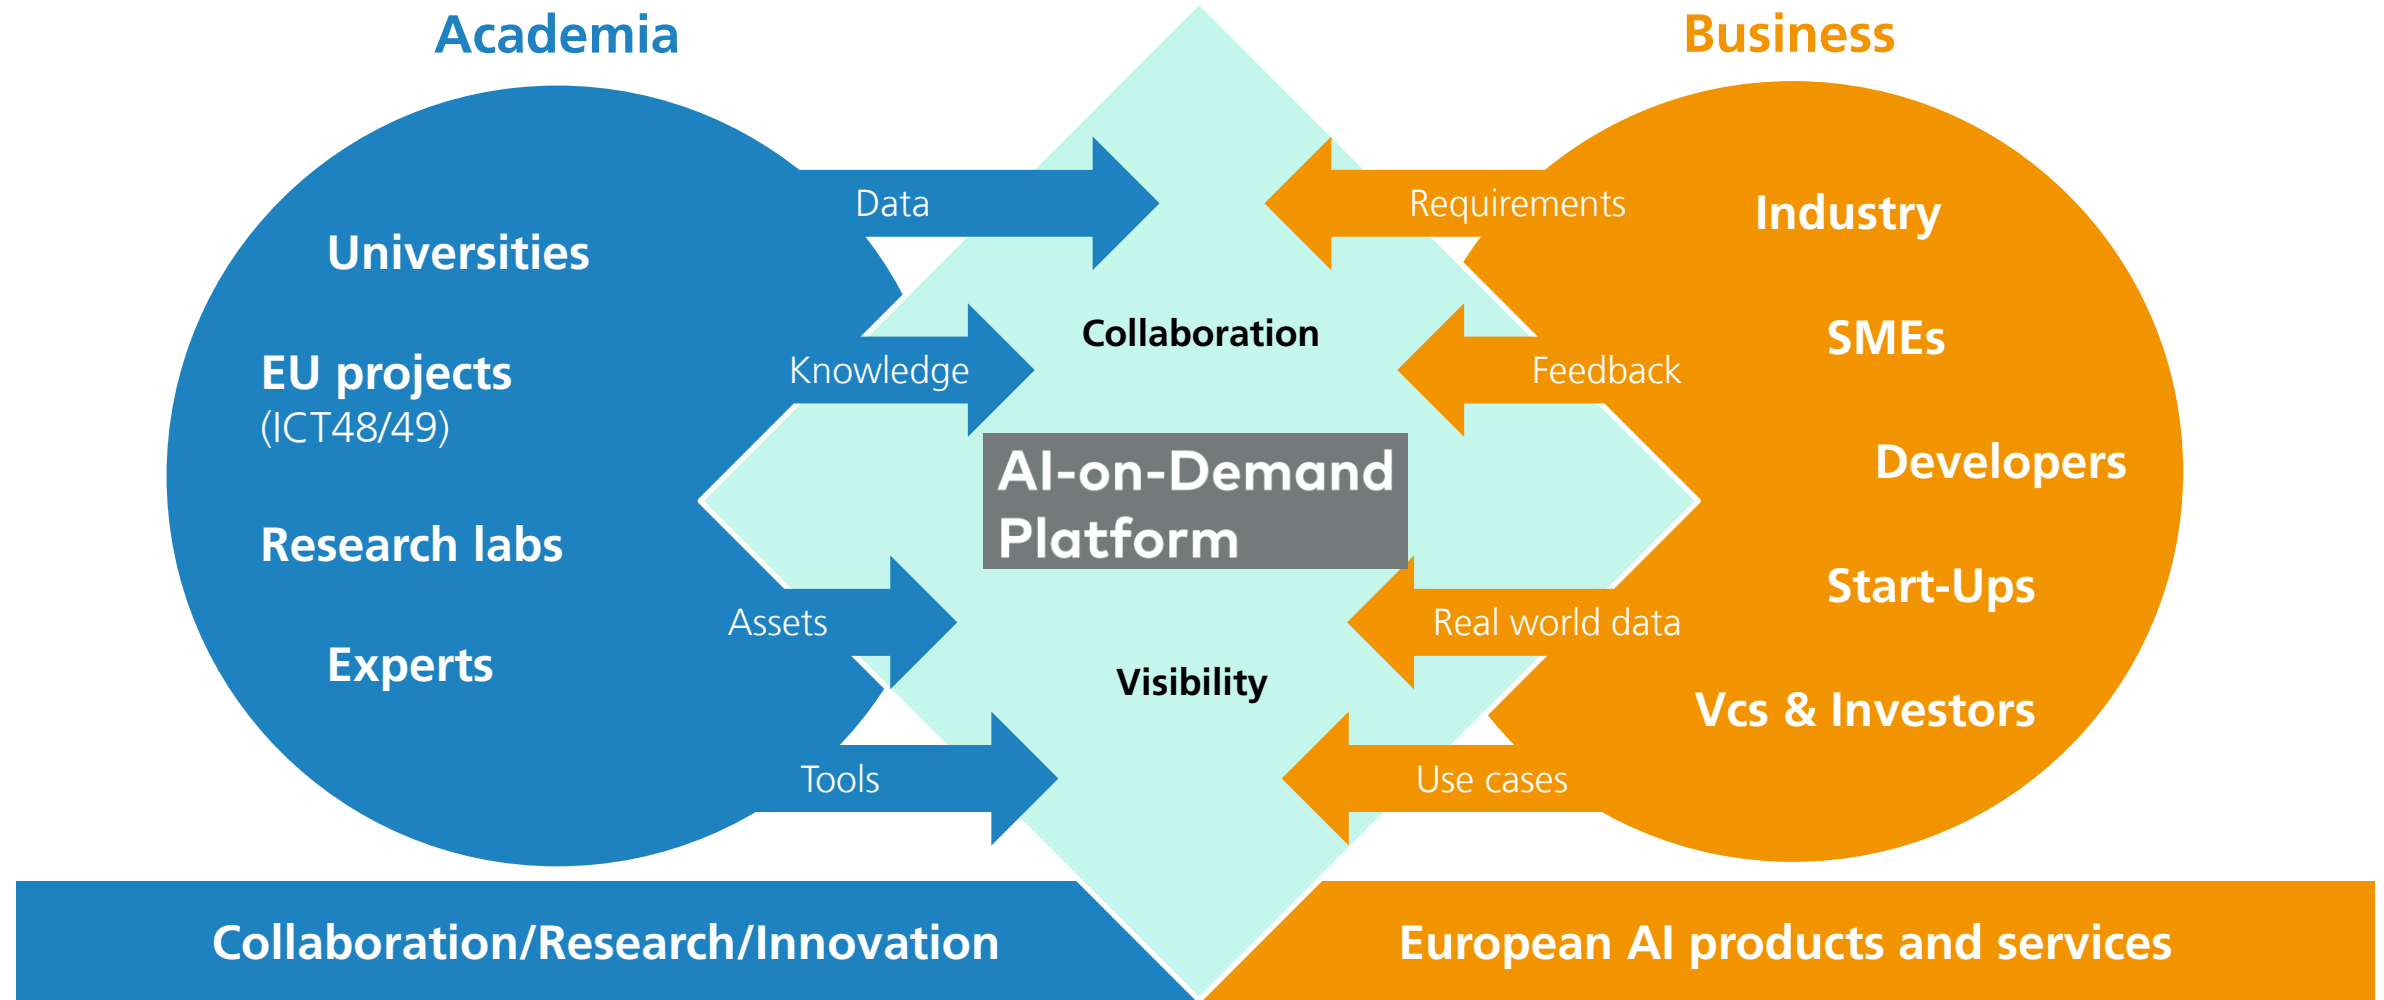 Academia
Business
Data
Requirements
Universities
Industry
Collaboration
SMEs
EU projects
(ICT48/49)
Knowledge
Feedback
AI-on-Demand
Platform
Developers
Research labs
Start-Ups
Assets
Real world data
Experts
Visibility
Vcs & Investors
Tools
Use cases
Collaboration/Research/Innovation
European AI products and services